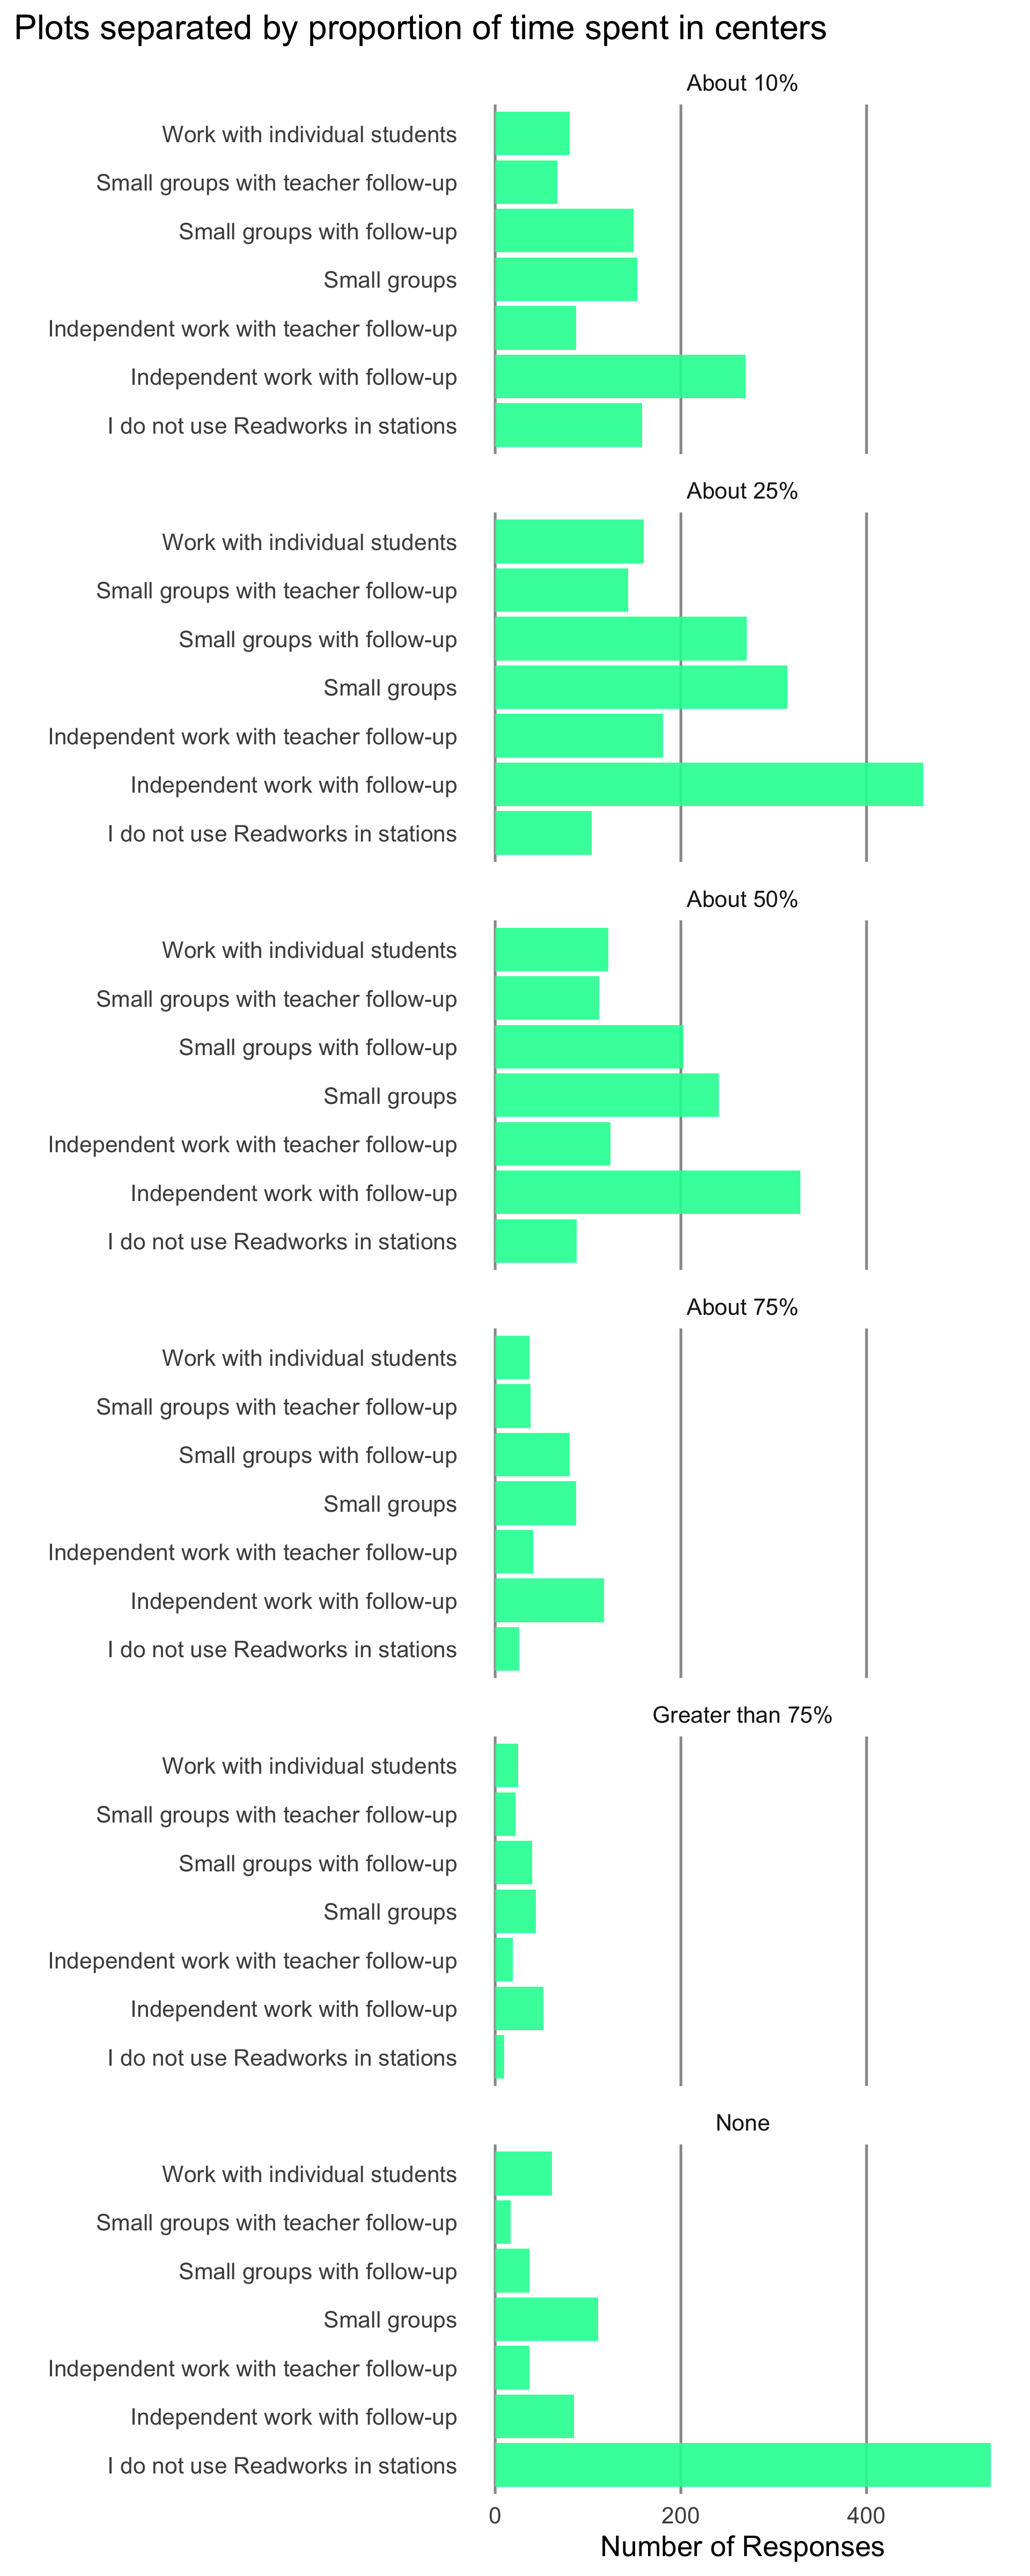 Plots separated by proportion of time spent in centers
About 10%
Work with individual students
Small groups with teacher follow-up
Small groups with follow-up
Small groups
Independent work with teacher follow-up
Independent work with follow-up
I do not use Readworks in stations
About 25%
Work with individual students
Small groups with teacher follow-up
Small groups with follow-up
Small groups
Independent work with teacher follow-up
Independent work with follow-up
I do not use Readworks in stations
About 50%
Work with individual students
Small groups with teacher follow-up
Small groups with follow-up
Small groups
Independent work with teacher follow-up
Independent work with follow-up
I do not use Readworks in stations
About 75%
Work with individual students
Small groups with teacher follow-up
Small groups with follow-up
Small groups
Independent work with teacher follow-up
Independent work with follow-up
I do not use Readworks in stations
Greater than 75%
Work with individual students
Small groups with teacher follow-up
Small groups with follow-up
Small groups
Independent work with teacher follow-up
Independent work with follow-up
I do not use Readworks in stations
None
Work with individual students
Small groups with teacher follow-up
Small groups with follow-up
Small groups
Independent work with teacher follow-up
Independent work with follow-up
I do not use Readworks in stations
0 200 400
Number of Responses